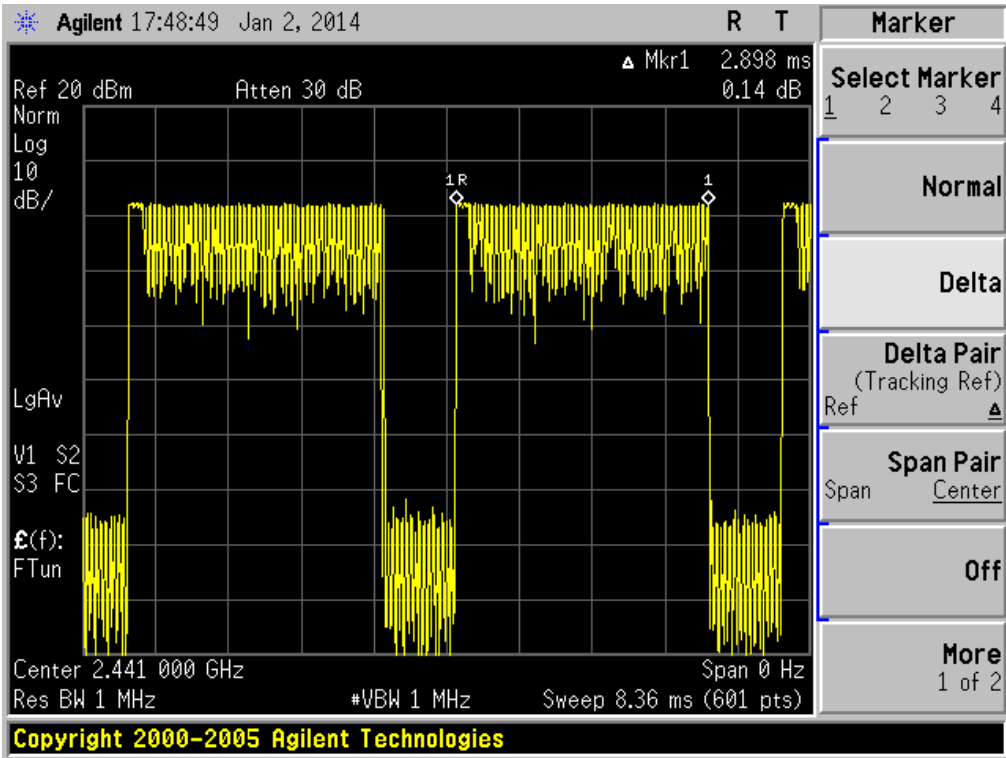 Agilent 17:48:49 Jan 2, 2014 R T
Marker
Δ Mkr1 2.898 ms
Ref 20 dBm Atten 30 dB 0.14 dB
Norm
Log
10
dB/
1R
1
LgAv
V1 S2
S3 FC
£(f):
FTun
Center 2.441 000 GHz Span 0 Hz
Res BW 1 MHz #VBW 1 MHz Sweep 8.36 ms (601 pts)
Select Marker
1 2 3 4
Normal
Delta
Delta Pair
(Tracking Ref)
Ref Δ
Span Pair
Span Center
Off
More
1 of 2
Copyright 2000-2005 Agilent Technologies